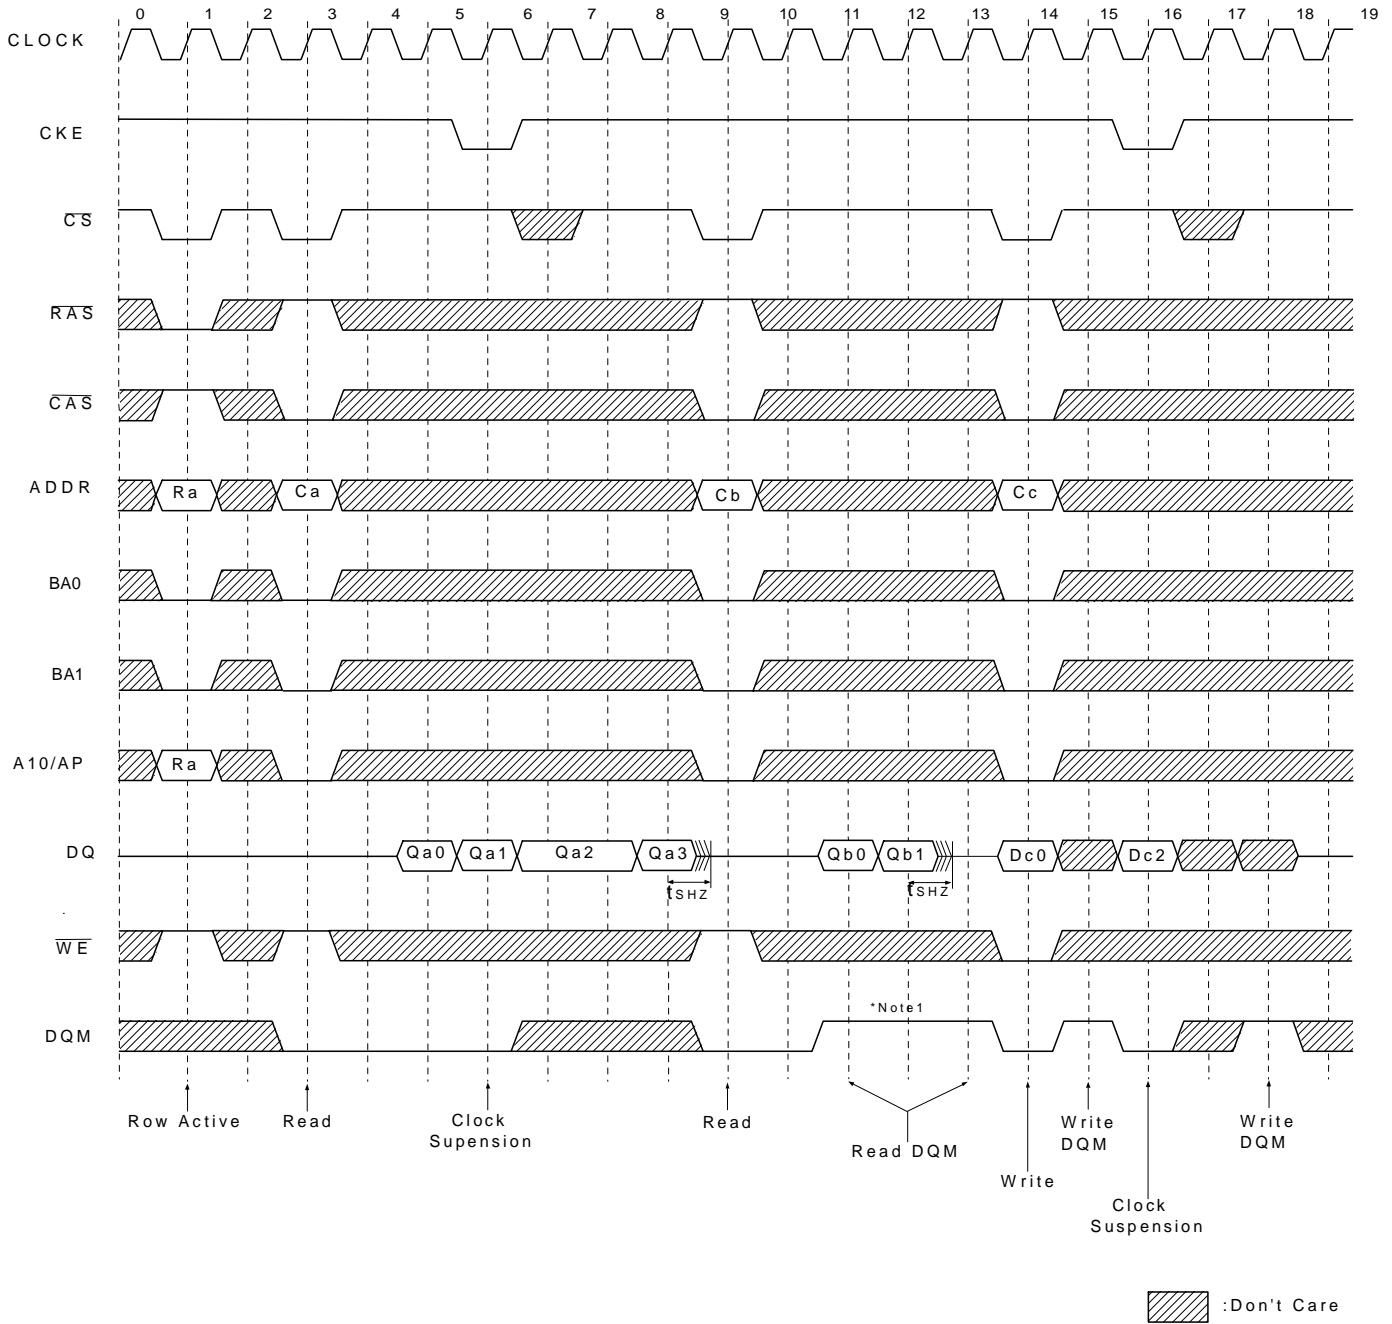 0 1 2 3 4 5 6 7 8 9 10 11 12 13 14 15 16 17 18 19
CLOCK
CKE
CS
RAS
CAS
ADDR Ra Ca Cb Cc
BA0
BA1
A10/AP Ra
DQ Qa0 Qa1 Qa2 Qa3 Qb0 Qb1 Dc0 Dc2
tSHZ tSHZ
WE
*Note1
DQM
Row Active Read Clock Read Write Write
Supension DQM DQM
Read DQM
Write
Clock
Suspension
:Don't Care